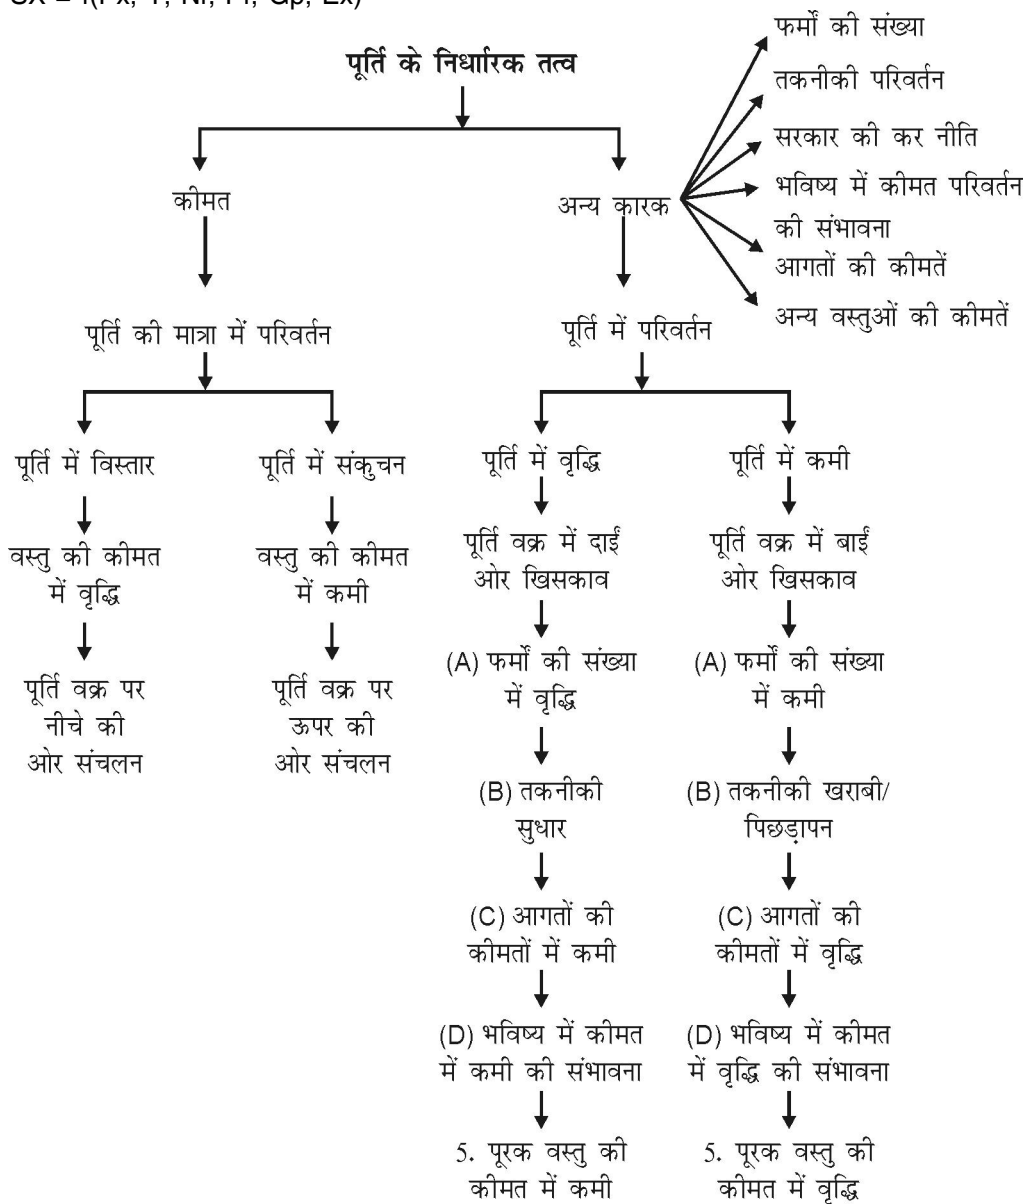 SX = f(Px, T, Nf, Pf, Gp, Ex)
पूर्ति के निर्धारिक तत्व
फर्मों की संख्या
तकनीकी परिवर्तन
सरकार की कर नीति
भविष्य में कीमत परिवर्तन
की संभावना
आगतों की कीमतें
अन्य वस्तुओं की कीमतें
कीमत
अन्य कारक
पूर्ति की मात्रा में परिवर्तन
पूर्ति में परिवर्तन
पूर्ति में विस्तार
वस्तु की कीमत
में वृद्धि
पूर्ति वक्र पर
नीचे की
ओर संचलन
पूर्ति में संकुचन
वस्तु की कीमत
में कमी
पूर्ति वक्र पर
ऊपर की
ओर संचलन
पूर्ति में वृद्धि
पूर्ति वक्र में दाईं
ओर खिसकाव
(A) फर्मों की संख्या
में वृद्धि
(B) तकनीकी
सुधार
(C) आगतों की
कीमतों में कमी
(D) भविष्य में कीमत
में कमी की संभावना
5. पूरक वस्तु की
कीमत में कमी
पूर्ति में कमी
पूर्ति वक्र में बाईं
ओर खिसकाव
(A) फर्मों की संख्या
में कमी
(B) तकनीकी खराबी/
पिछड़ापन
(C) आगतों की
कीमतों में वृद्धि
(D) भविष्य में कीमत
में वृद्धि की संभावना
5. पूरक वस्तु की
कीमत में वृद्धि